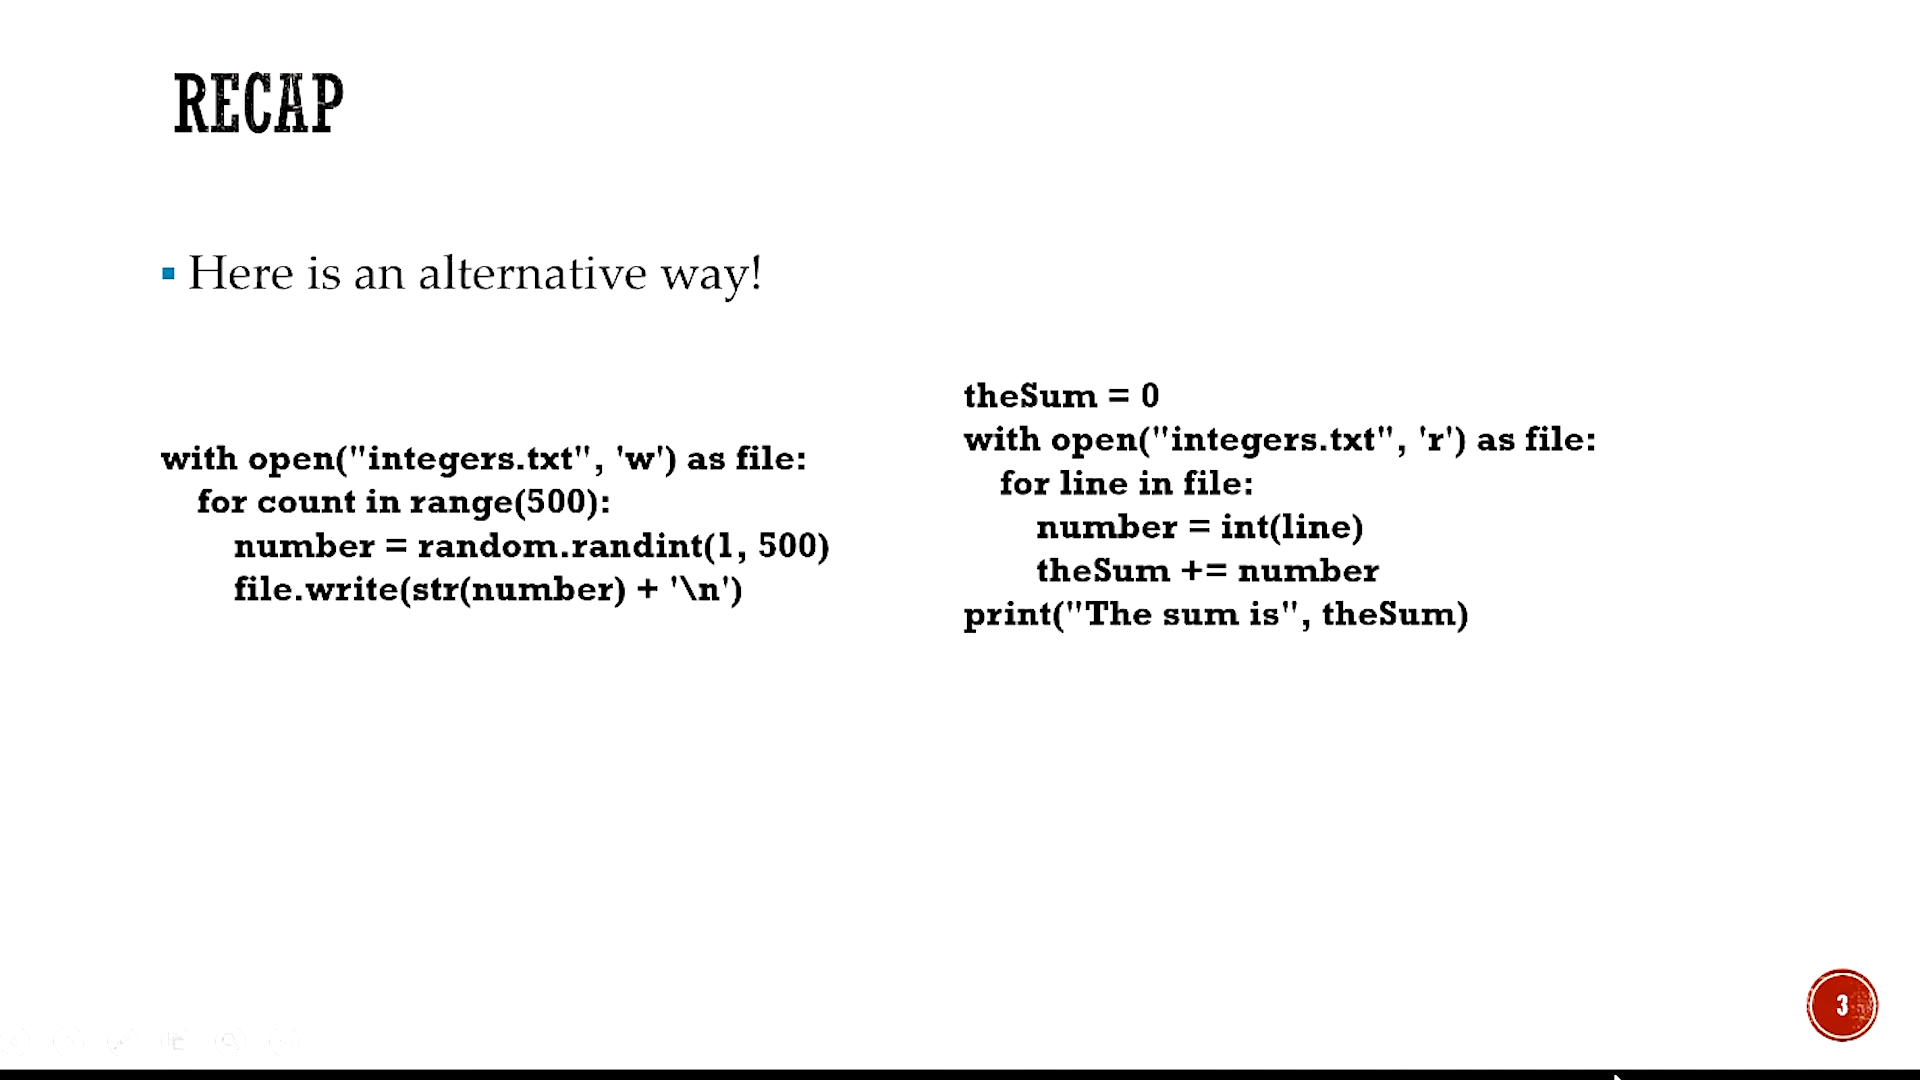 RECAP
▪ Here is an alternative way!
with open("integers.txt", 'w') as file:
    for count in range(500):
        number = random.randint(1, 500)
        file.write(str(number) + '\n')
theSum = 0
with open("integers.txt", 'r') as file:
    for line in file:
        number = int(line)
        theSum += number
print("The sum is", theSum)
3